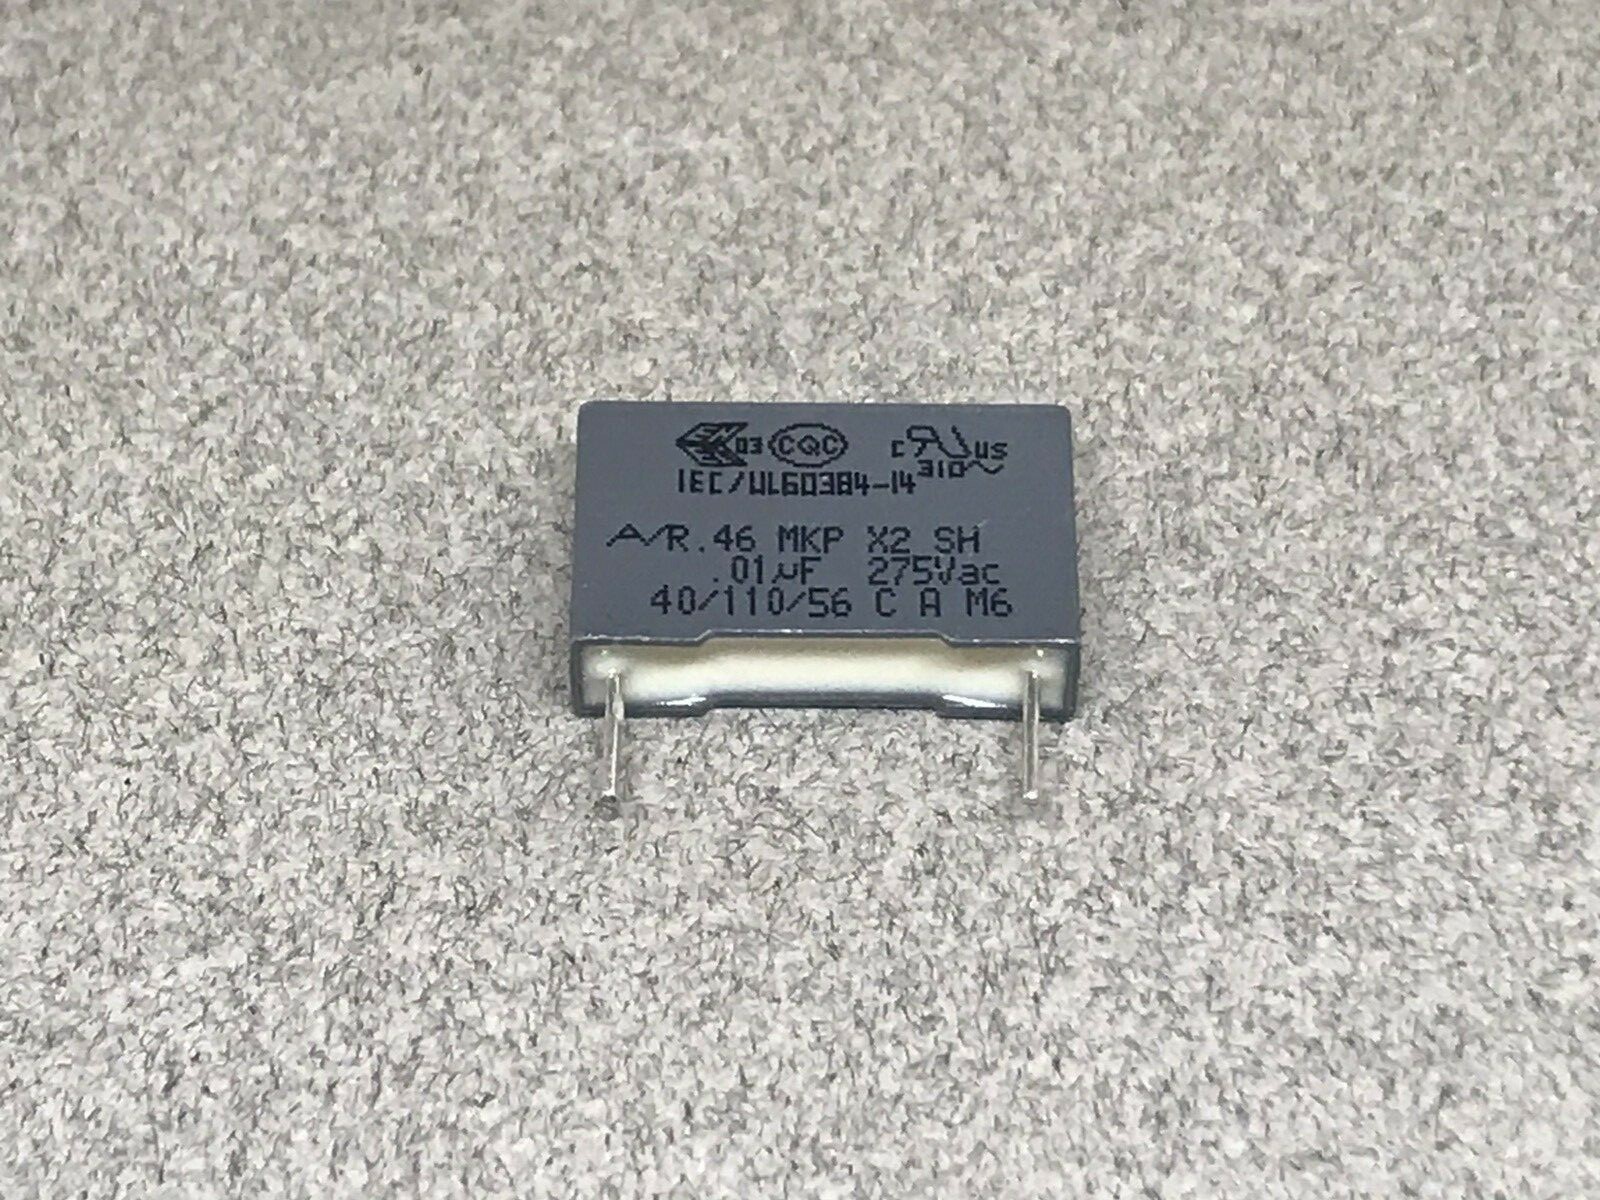 03 CQC c US
IEC/UL60384-14 310~
A/R.46 MKP X2 SH
.01µF 275Vac
40/110/56 C A M6